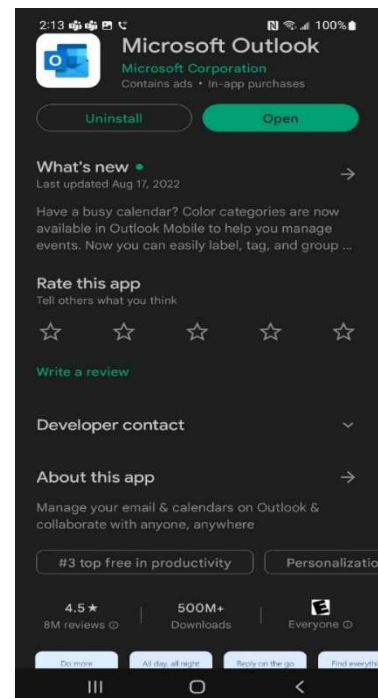 2:13
100%
Microsoft Outlook
Microsoft Corporation
Contains ads • In-app purchases
Uninstall
Open
What's new •
Last updated Aug 17, 2022
Have a busy calendar? Color categories are now
available in Outlook Mobile to help you manage
events. Now you can easily label, tag, and group ...
Rate this app
Tell others what you think
Write a review
Developer contact
About this app
Manage your email & calendars on Outlook &
collaborate with anyone, anywhere
#3 top free in productivity
Personalizatio
4.5★
500M+
E
8M reviews
Downloads
Everyone
Do more
All day, all night
Reply on the go
Find everythi